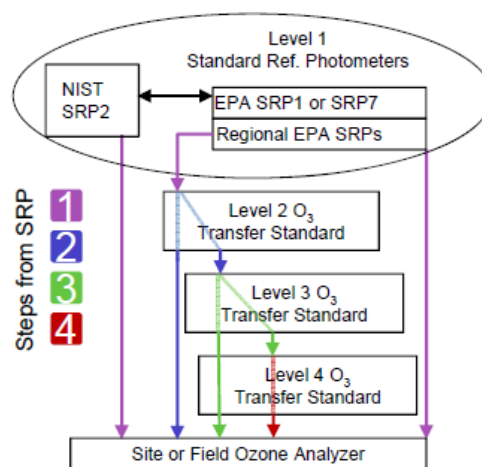 Level 1
Standard Ref. Photometers
NIST
SRP2
EPA SRP1 or SRP7
Regional EPA SRPs
Steps from SRP
1
2
3
4
Level 2 O₃
Transfer Standard
Level 3 O₃
Transfer Standard
Level 4 O₃
Transfer Standard
Site or Field Ozone Analyzer